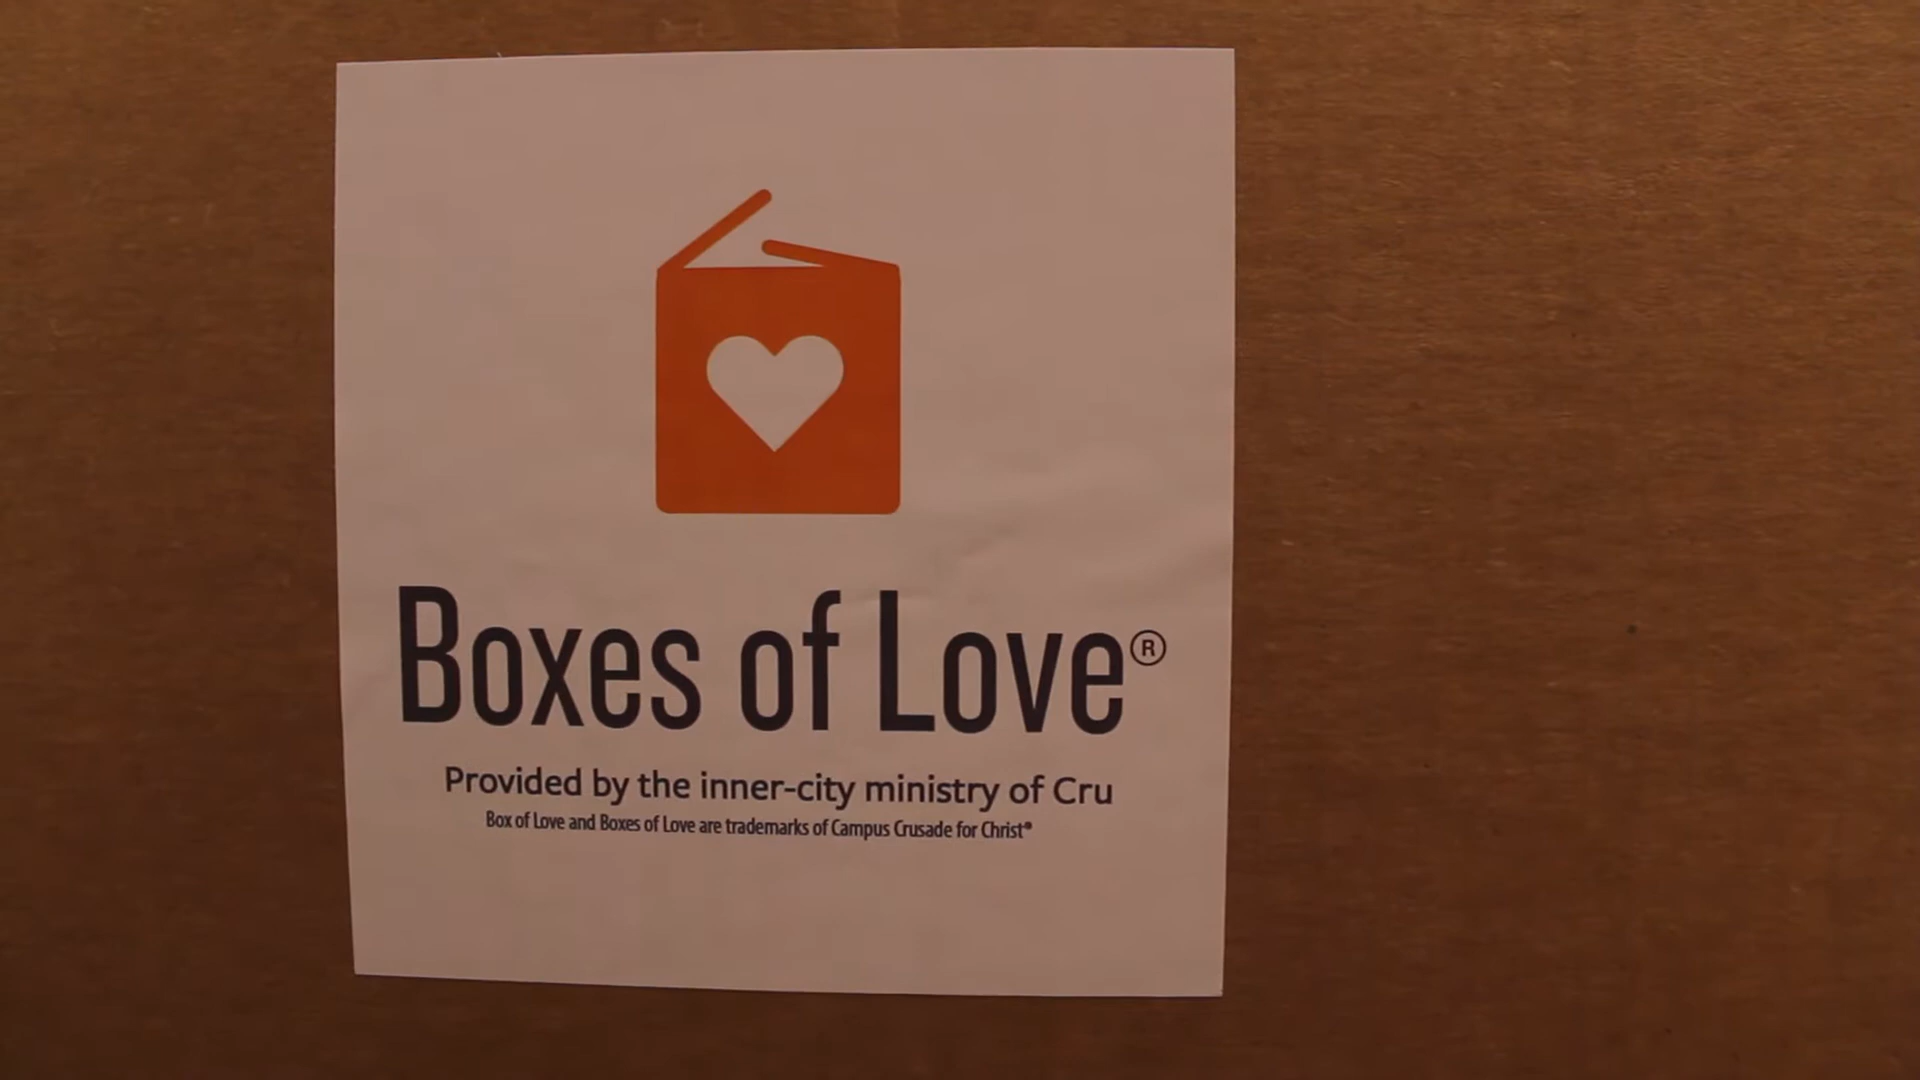 Boxes of Love®
Provided by the inner-city ministry of Cru
Box of Love and Boxes of Love are trademarks of Campus Crusade for Christ®